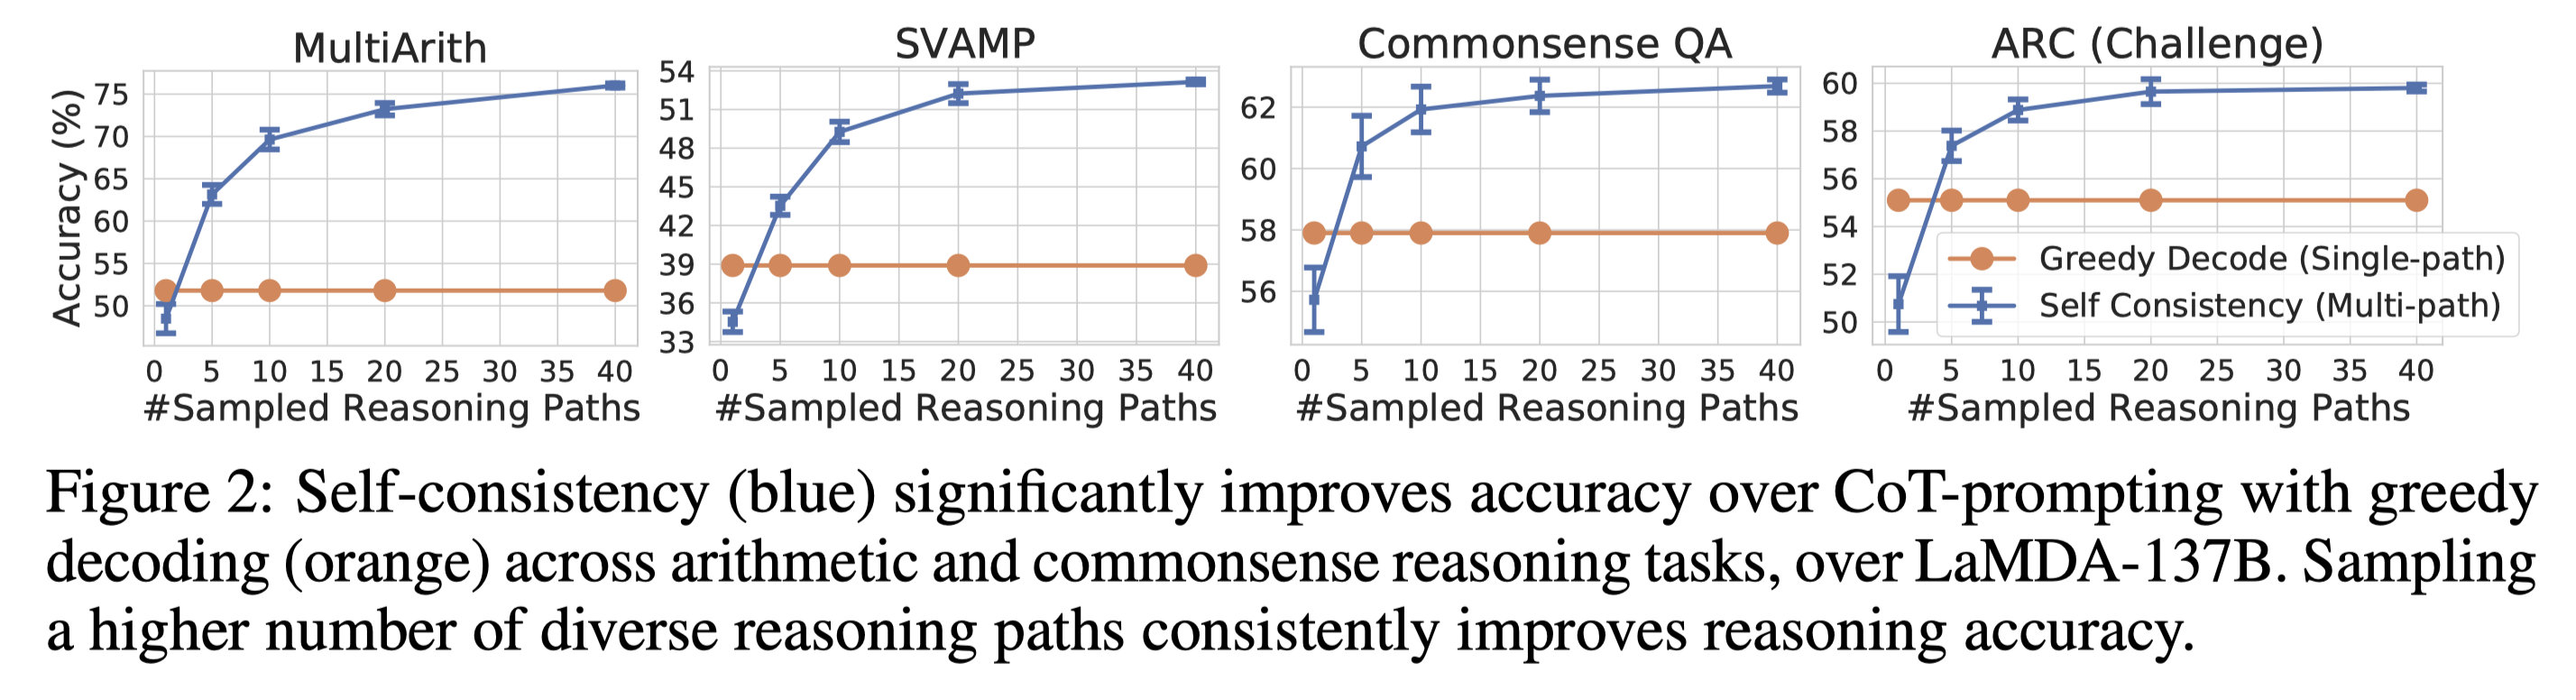 MultiArith
SVAMP
Commonsense QA
ARC (Challenge)
Accuracy (%)
75
70
65
60
55
50
0 5 10 15 20 25 30 35 40
#Sampled Reasoning Paths
54
51
48
45
42
39
36
33
0 5 10 15 20 25 30 35 40
#Sampled Reasoning Paths
62
60
58
56
0 5 10 15 20 25 30 35 40
#Sampled Reasoning Paths
60
58
56
54
52
50
0 5 10 15 20 25 30 35 40
#Sampled Reasoning Paths
Greedy Decode (Single-path)
Self Consistency (Multi-path)
Figure 2: Self-consistency (blue) significantly improves accuracy over CoT-prompting with greedy
decoding (orange) across arithmetic and commonsense reasoning tasks, over LaMDA-137B. Sampling
a higher number of diverse reasoning paths consistently improves reasoning accuracy.